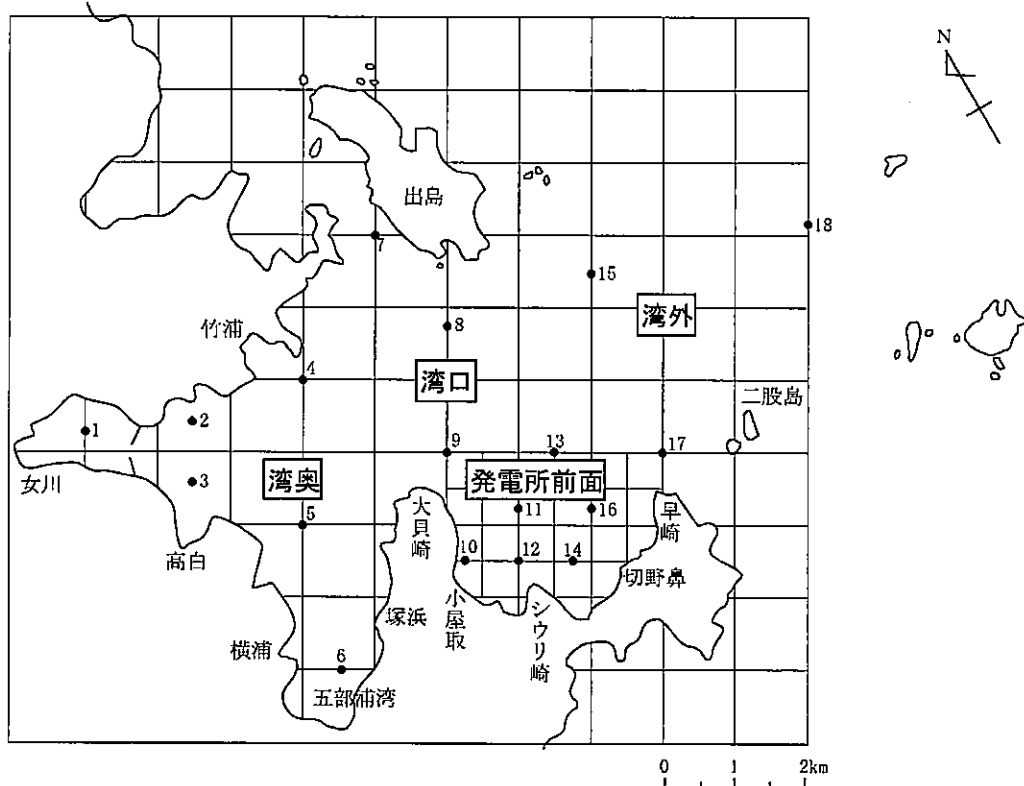 N
出島
7
18
15
湾外
竹浦
8
湾口
4
二股島
2
1
9
13
17
女川
3
湾奥
発電所前面
大貝崎
11
16
早崎
5
高白
10
12
14
切野鼻
小屋取
シウリ崎
塚浜
横浦
6
五部浦湾
0 1 2km